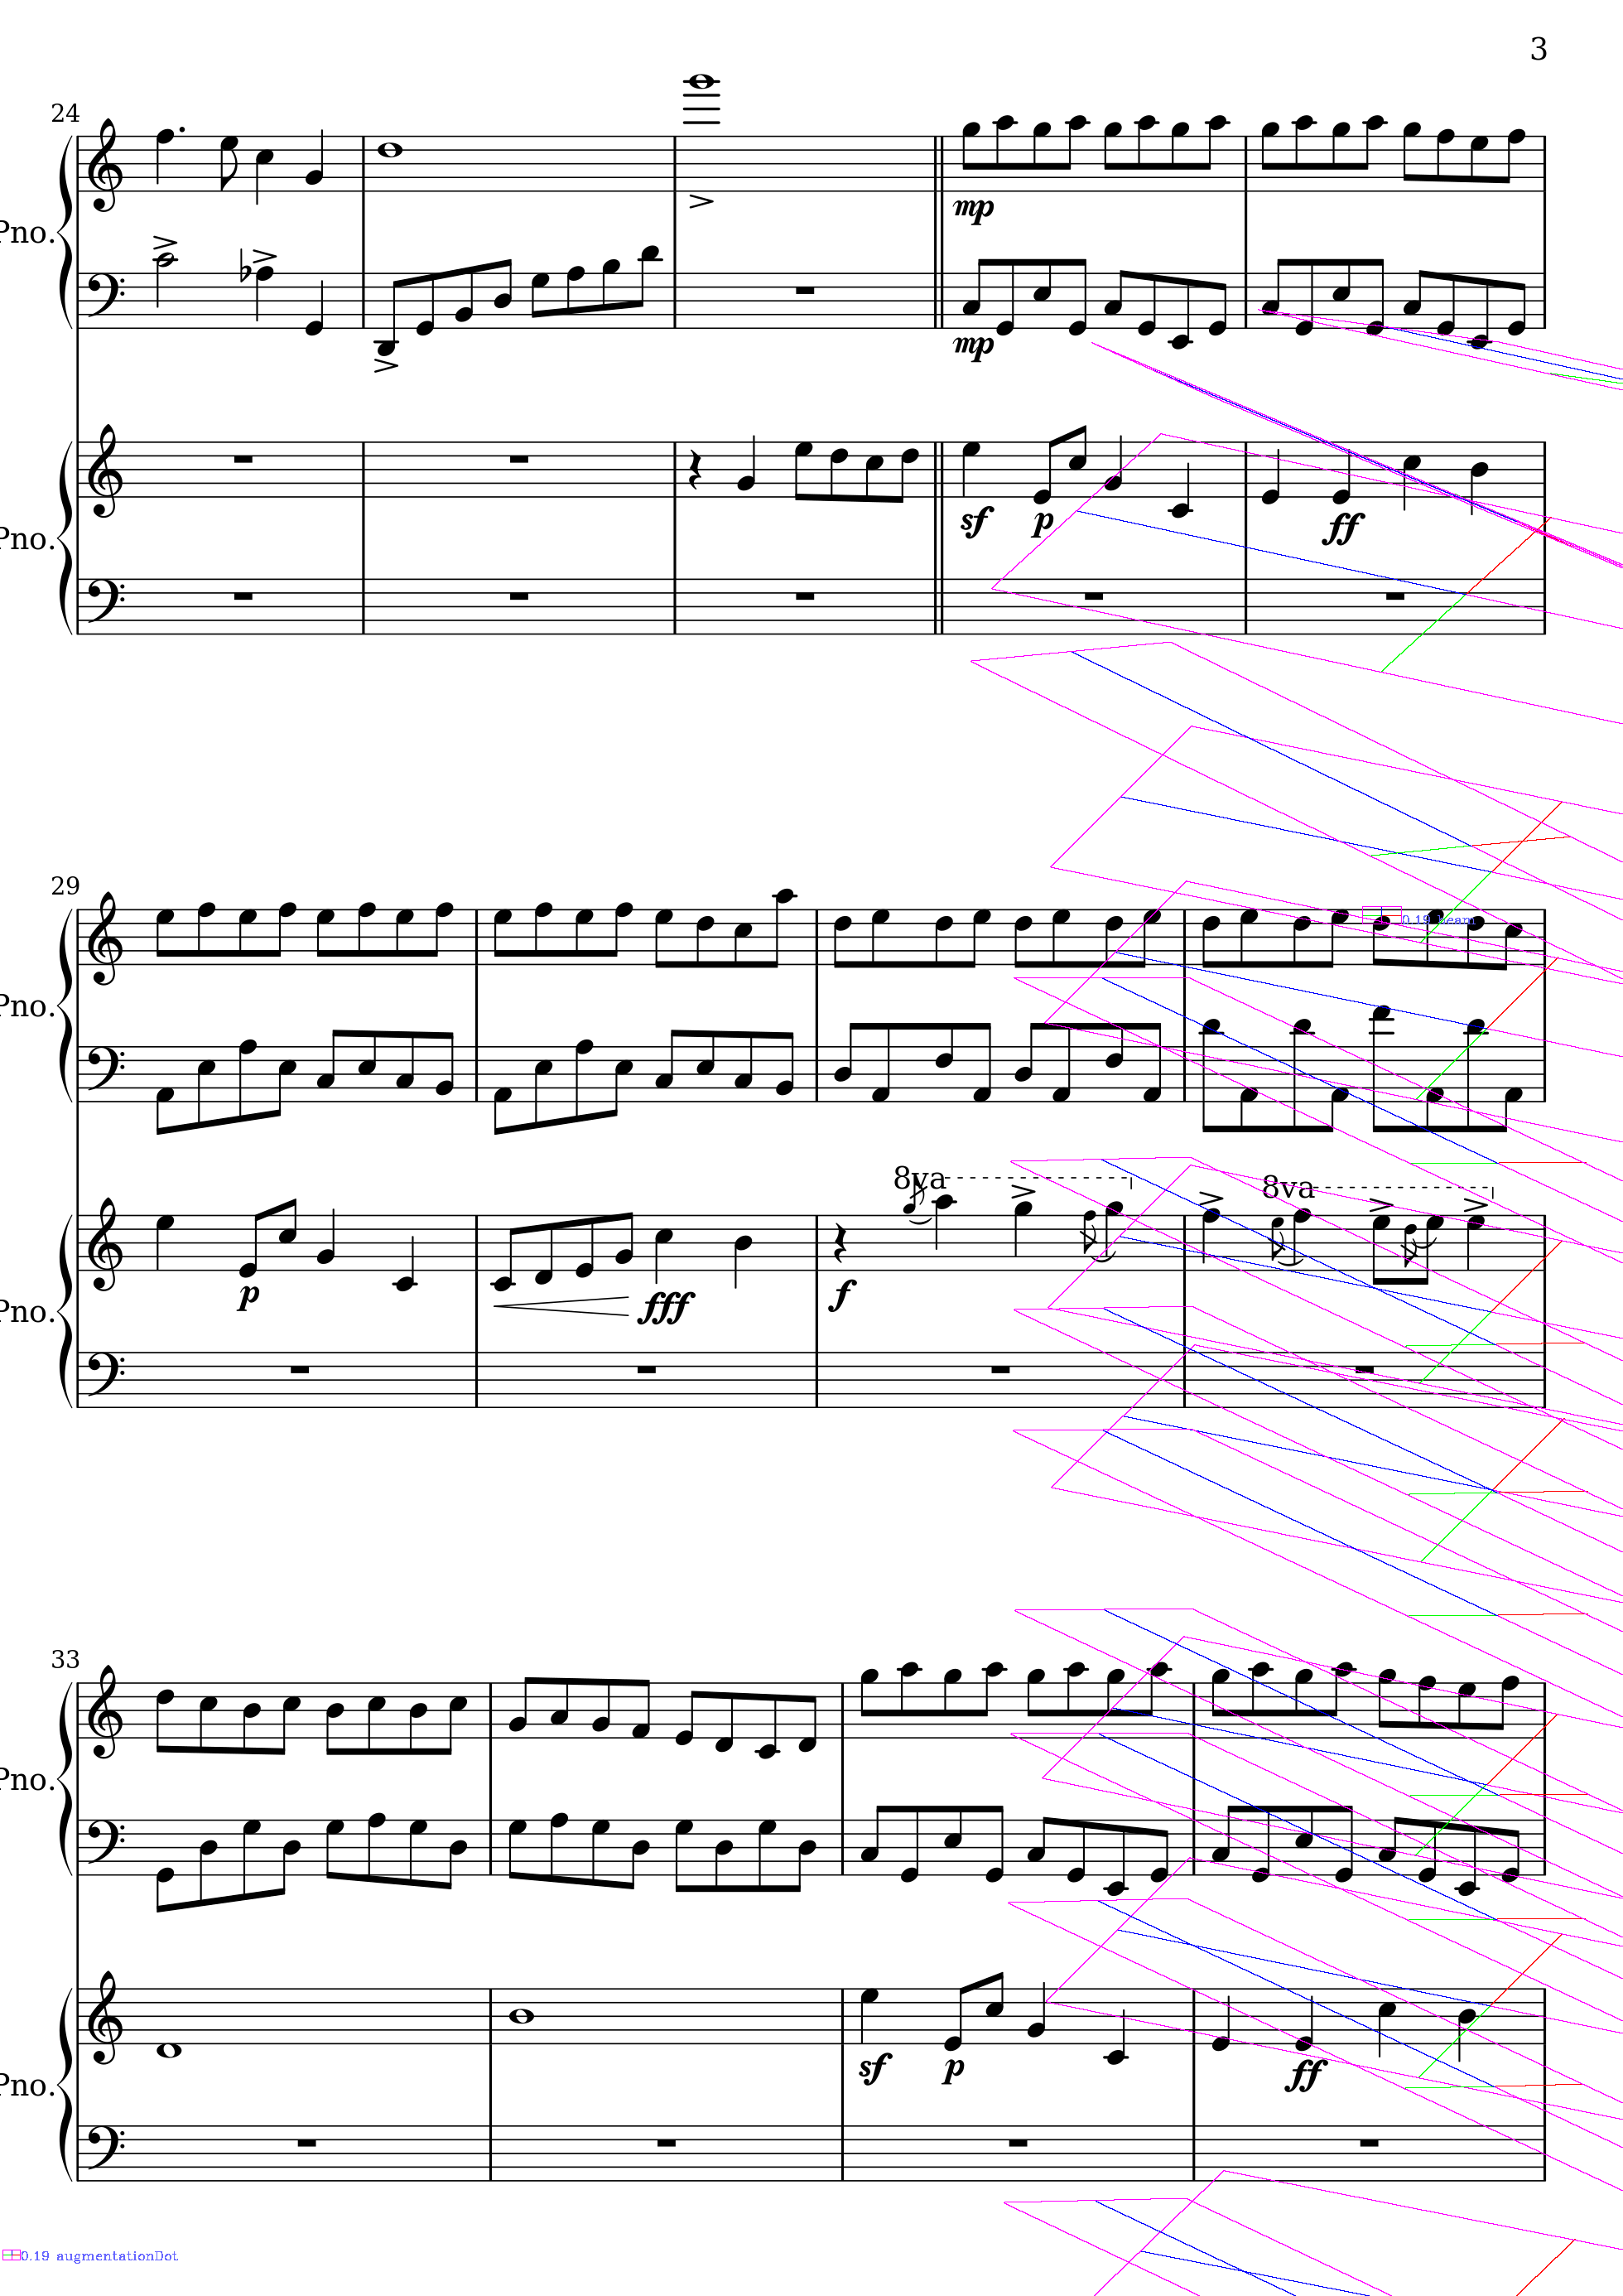 3
24
Pno.
mp
mp
Pno.
sf p ff
29
0.19 beam
Pno.
8va 8va
p fff f
Pno.
33
Pno.
sf p ff
Pno.
0.19 augmentationDot